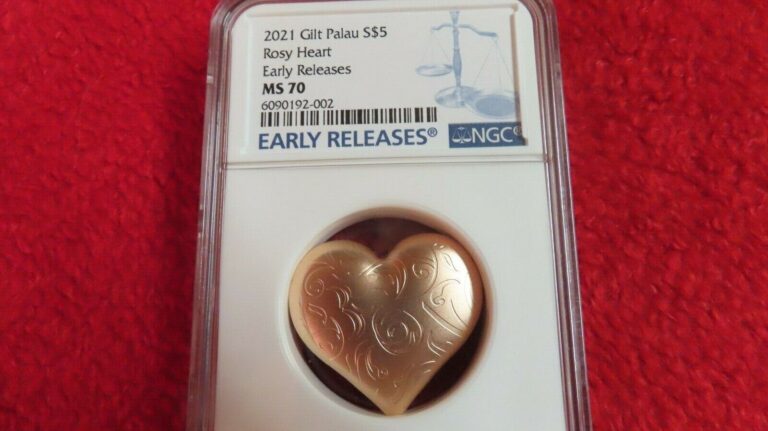 2021 Gilt Palau S$5
Rosy Heart
Early Releases
MS 70
6090192-002
EARLY RELEASES®
NGC®